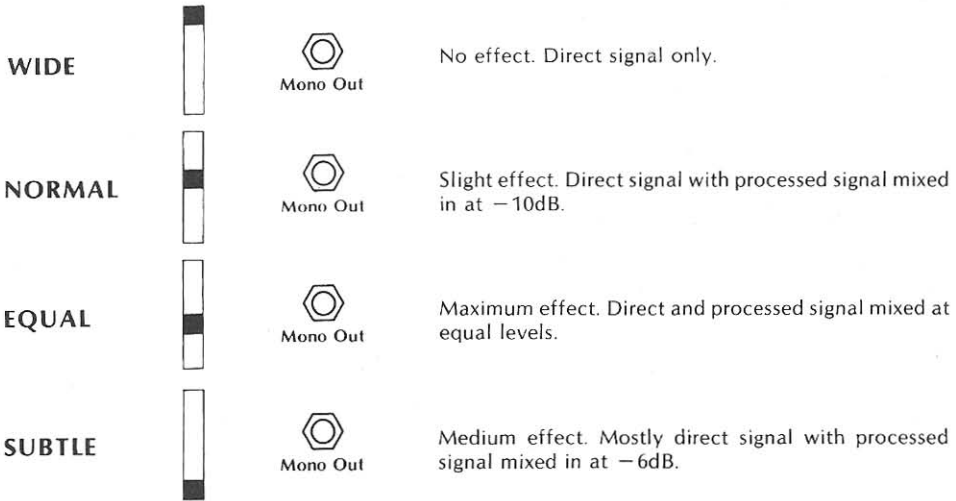 WIDE
Mono Out
No effect. Direct signal only.
NORMAL
Mono Out
Slight effect. Direct signal with processed signal mixed
in at −10dB.
EQUAL
Mono Out
Maximum effect. Direct and processed signal mixed at
equal levels.
SUBTLE
Mono Out
Medium effect. Mostly direct signal with processed
signal mixed in at −6dB.